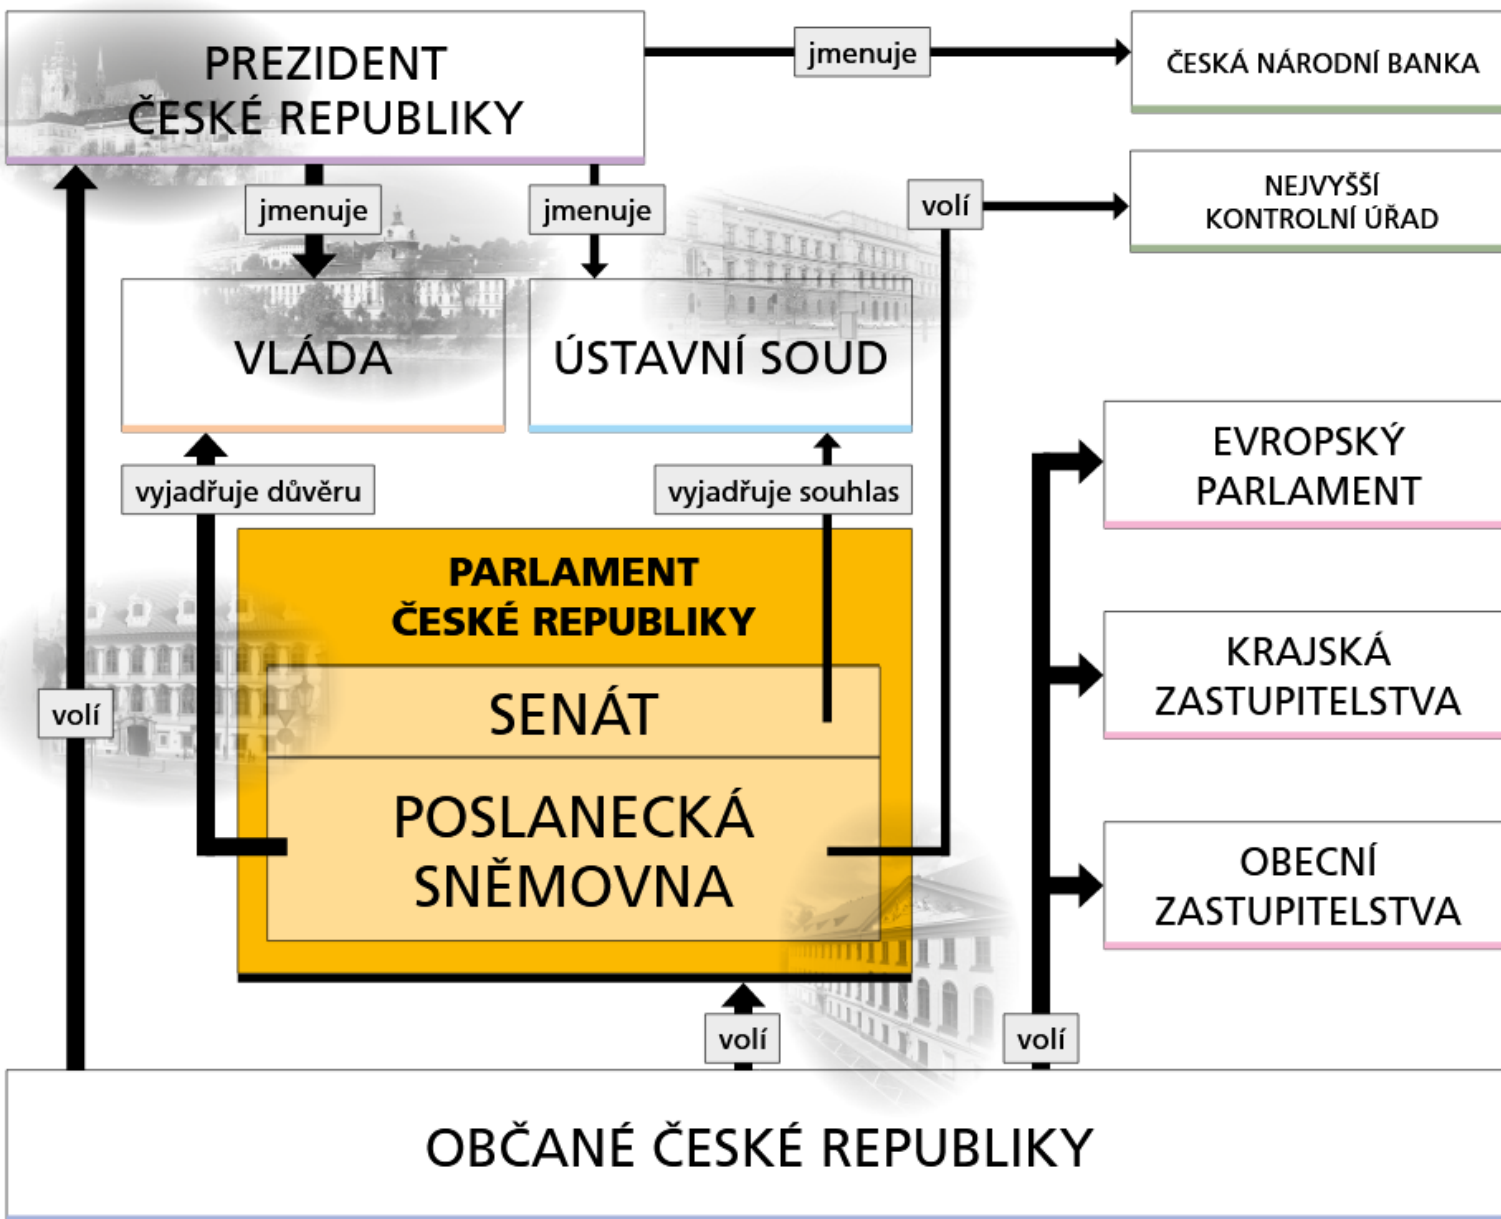 PREZIDENT
ČESKÉ REPUBLIKY
jmenuje
ČESKÁ NÁRODNÍ BANKA
jmenuje
jmenuje
volí
NEJVYŠŠÍ
KONTROLNÍ ÚŘAD
VLÁDA
ÚSTAVNÍ SOUD
vyjadřuje důvěru
vyjadřuje souhlas
EVROPSKÝ
PARLAMENT
PARLAMENT
ČESKÉ REPUBLIKY
SENÁT
POSLANECKÁ
SNĚMOVNA
volí
KRAJSKÁ
ZASTUPITELSTVA
OBECNÍ
ZASTUPITELSTVA
volí
volí
OBČANÉ ČESKÉ REPUBLIKY